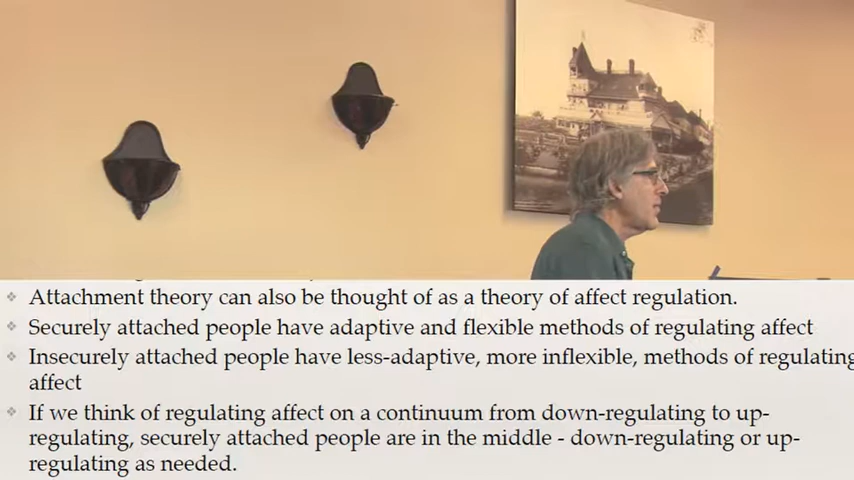 Attachment theory can also be thought of as a theory of affect regulation.
Securely attached people have adaptive and flexible methods of regulating affect
Insecurely attached people have less-adaptive, more inflexible, methods of regulating
affect
If we think of regulating affect on a continuum from down-regulating to up-
regulating, securely attached people are in the middle - down-regulating or up-
regulating as needed.